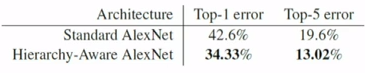 Architecture Top-1 error Top-5 error
Standard AlexNet 42.6% 19.6%
Hierarchy-Aware AlexNet 34.33% 13.02%